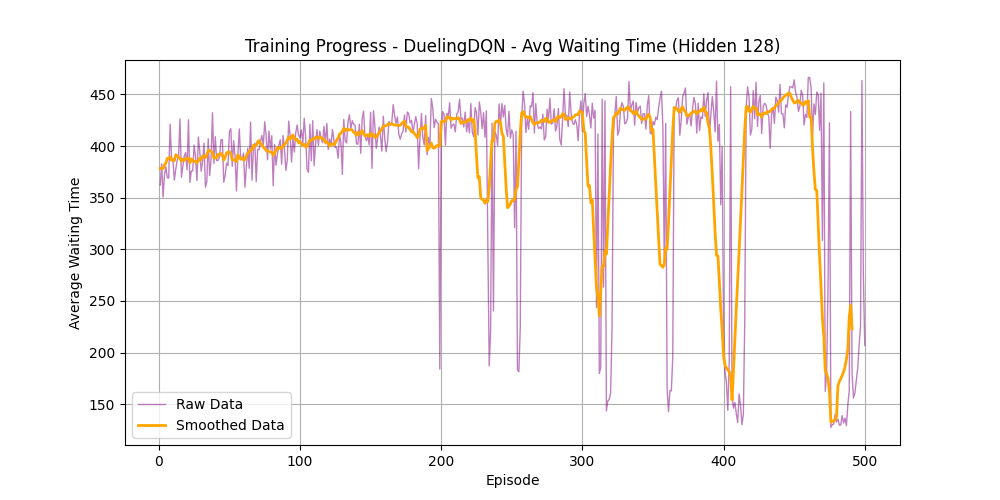 Training Progress - DuelingDQN - Avg Waiting Time (Hidden 128)
Average Waiting Time
450
400
350
300
250
200
150
Raw Data
Smoothed Data
0
100
200
300
400
500
Episode